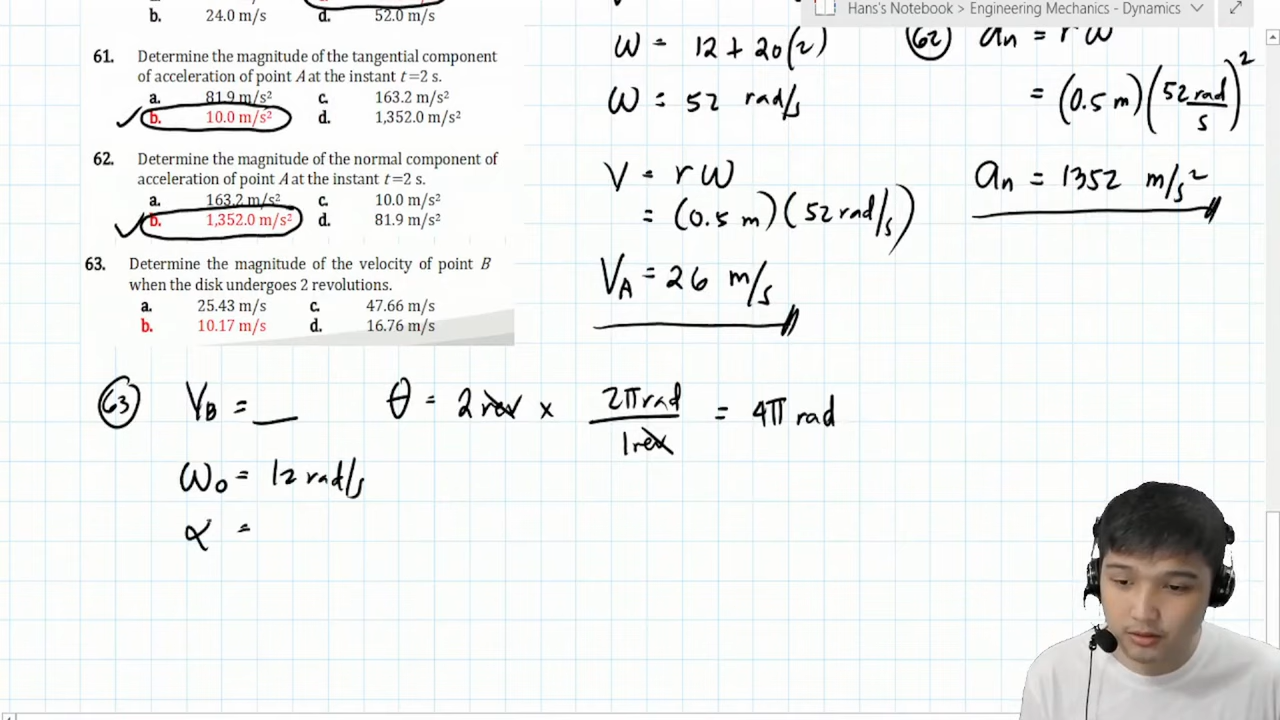 b. 24.0 m/s d. 52.0 m/s
61. Determine the magnitude of the tangential component
of acceleration of point A at the instant t=2 s.
a. 81.9 m/s² c. 163.2 m/s²
b. 10.0 m/s² d. 1,352.0 m/s²
62. Determine the magnitude of the normal component of
acceleration of point A at the instant t=2 s.
a. 163.2 m/s² c. 10.0 m/s²
b. 1,352.0 m/s² d. 81.9 m/s²
63. Determine the magnitude of the velocity of point B
when the disk undergoes 2 revolutions.
a. 25.43 m/s c. 47.66 m/s
b. 10.17 m/s d. 16.76 m/s
ω = 12 + 20(2)
ω = 52 rad/s
V = rω
= (0.5 m)(52 rad/s)
V_A = 26 m/s
Hans's Notebook > Engineering Mechanics - Dynamics
62 an = rω
= (0.5 m)(52 rad/s)²
an = 1352 m/s²
63 V_B = __ θ = 2 rev x 2π rad / 1 rev = 4π rad
ω₀ = 12 rad/s
α =